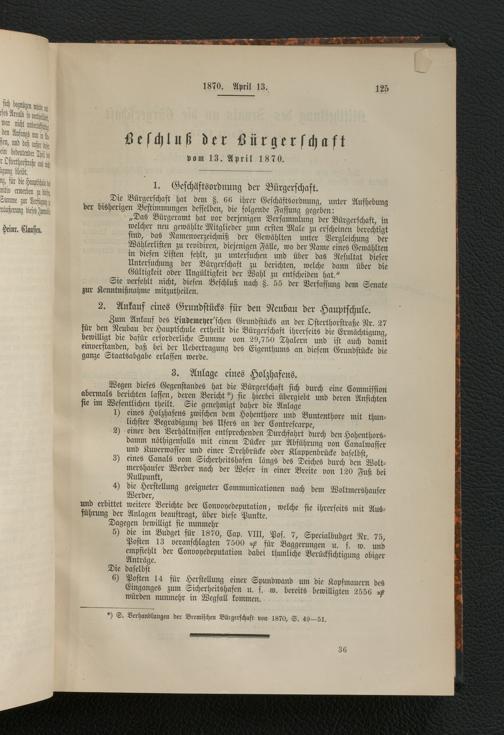 1870. April 13.
125
Beschluß der Bürgerschaft
vom 13. April 1870.
1. Geschäftsordnung der Bürgerschaft.
Die Bürgerschaft hat den §. 66 ihrer Geschäftsordnung, unter Aufhebung
der bisherigen Bestimmungen desselben, die folgende Fassung gegeben:
„Das Bürgeramt hat vor derjenigen Versammlung der Bürgerschaft, in
welcher neu gewählte Mitglieder zum ersten Male zu erscheinen berechtigt
sind, das Namensverzeichniß der Gewählten unter Vergleichung der
Wählerlisten zu revidiren, diejenigen Fälle, wo der Name eines Gewählten
in diesen Listen fehlt, zu untersuchen und über das Resultat dieser
Untersuchung der Bürgerschaft zu berichten, welche dann über die
Gültigkeit oder Ungültigkeit der Wahl zu entscheiden hat."
Sie verfehlt nicht, diesen Beschluß nach §. 55 der Verfassung dem Senate
zur Kenntnißnahme mitzutheilen.
2. Ankauf eines Grundstücks für den Neubau der Hauptschule.
Zum Ankauf des Lindemeyer'schen Grundstücks an der Osterthorstraße Nr. 27
für den Neubau der Hauptschule ertheilt die Bürgerschaft ihrerseits die Ermächtigung,
bewilligt die dafür erforderliche Summe von 29,750 Thalern und ist auch damit
einverstanden, daß bei der Uebertragung des Eigenthums an diesem Grundstücke die
ganze Staatsabgabe erlassen werde.
3. Anlage eines Holzhafens.
Wegen dieses Gegenstandes hat die Bürgerschaft sich durch eine Commission
abermals berichten lassen, deren Bericht*) sie hierbei übergiebt und deren Ansichten
sie im Wesentlichen theilt. Sie genehmigt daher die Anlage
1) eines Holzhafens zwischen dem Hohenthore und Buntenthore mit thun-
lichster Begradigung des Ufers an der Contrescarpe,
2) einer den Verhältnissen entsprechenden Durchfahrt durch den Hohenthors-
damm nöthigenfalls mit einem Dücker zur Abführung von Canalwasser
und Kuverwasser und einer Drehbrücke oder Klappbrücke daselbst,
3) eines Canals vom Sicherheitshafen längs des Deiches durch den Wolt-
mershauser Werder nach der Weser in einer Breite von 120 Fuß bei
Nullpunkt,
4) die Herstellung geeigneter Communicationen nach dem Woltmershauser
Werder,
und erbittet weitere Berichte der Convoyedeputation, welche sie ihrerseits mit Aus-
führung der Anlagen beauftragt, über diese Punkte.
Dagegen bewilligt sie nunmehr
5) die im Budget für 1870, Cap. VIII, Pos. 7, Specialbudget Nr. 75,
Posten 13 veranschlagten 7500 ₰ für Baggerungen u. s. w. und
empfiehlt der Convoyedeputation dabei thunliche Berücksichtigung obiger
Anträge.
Die daselbst
6) Posten 14 für Herstellung einer Spundwand um die Kopfmauern des
Einganges zum Sicherheitshafen u. s. w. bereits bewilligten 2556 ₰
würden nunmehr in Wegfall kommen.
*) S. Verhandlungen der Bremischen Bürgerschaft von 1870, S. 49—51.
36
Heinr. Claussen.